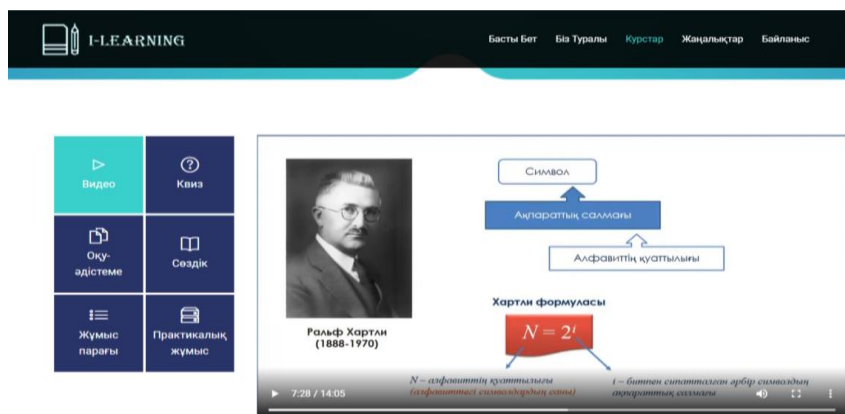 I-LEARNING
Басты Бет Біз Туралы Курстар Жаңалықтар Байланыс
Видео
Квиз
Оқу-
әдістеме
Сөздік
Жұмыс
парағы
Практикалық
жұмыс
Символ
Ақпараттық салмағы
Алфавиттің қуаттылығы
Хартли формуласы
N = 2ⁱ
Ральф Хартли
(1888-1970)
N – алфавиттің қуаттылығы
(алфавиттегі символдардың саны)
i – битпен сипатталған әрбір символдың
ақпараттық салмағы
7:28 / 14:05